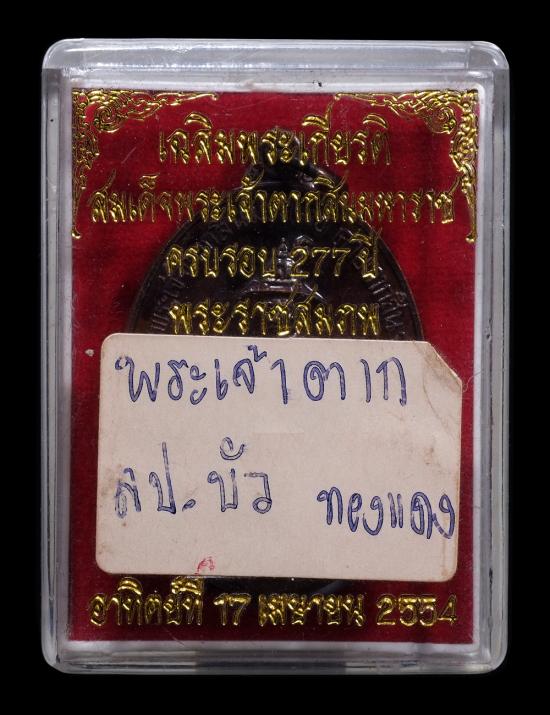 เฉลิมพระเกียรติ
สมเด็จพระเจ้าตากสินมหาราช
ครบรอบ 277 ปี
พระราชสมภพ
พระเจ้าตาก
ลป. บัว ทองแดง
อาทิตย์ที่ 17 เมษายน 2554